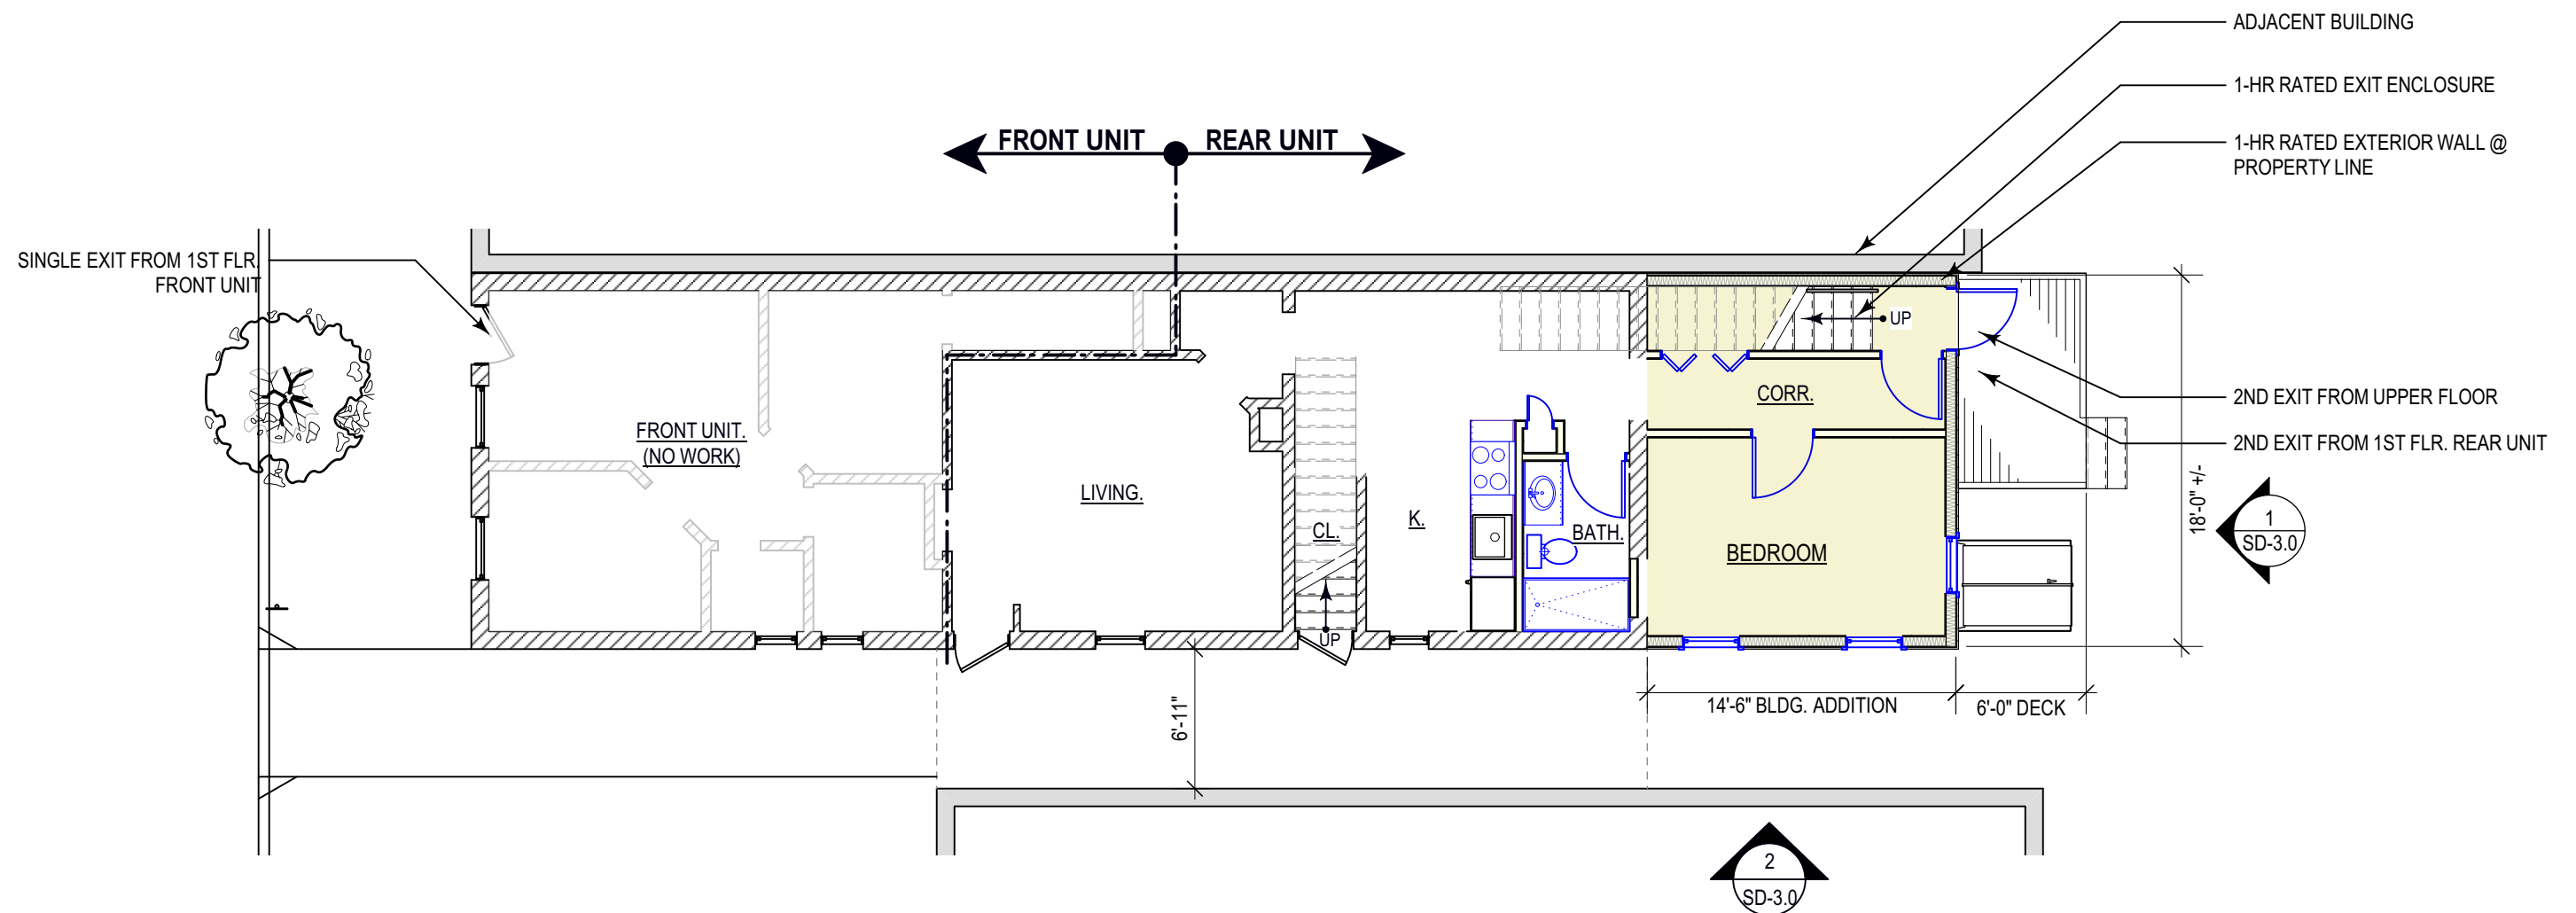 ADJACENT BUILDING
1-HR RATED EXIT ENCLOSURE
1-HR RATED EXTERIOR WALL @
PROPERTY LINE
FRONT UNIT
REAR UNIT
SINGLE EXIT FROM 1ST FLR.
FRONT UNIT
UP
CORR.
2ND EXIT FROM UPPER FLOOR
2ND EXIT FROM 1ST FLR. REAR UNIT
FRONT UNIT.
(NO WORK)
LIVING.
CL.
K.
BATH.
BEDROOM
18'-0" +/-
1
SD-3.0
UP
6'-11"
14'-6" BLDG. ADDITION
6'-0" DECK
2
SD-3.0